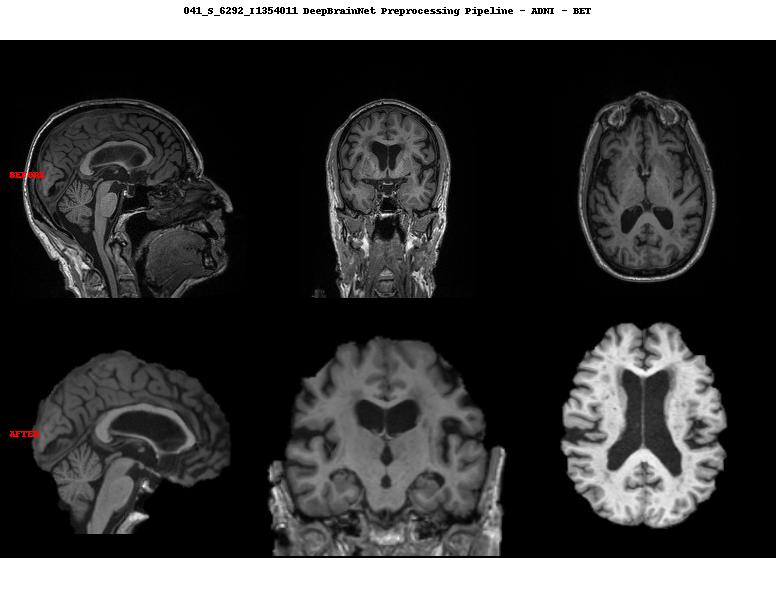 041_S_6292_I1354011 DeepBrainNet Preprocessing Pipeline - ADNI - BET
BEFORE
AFTER